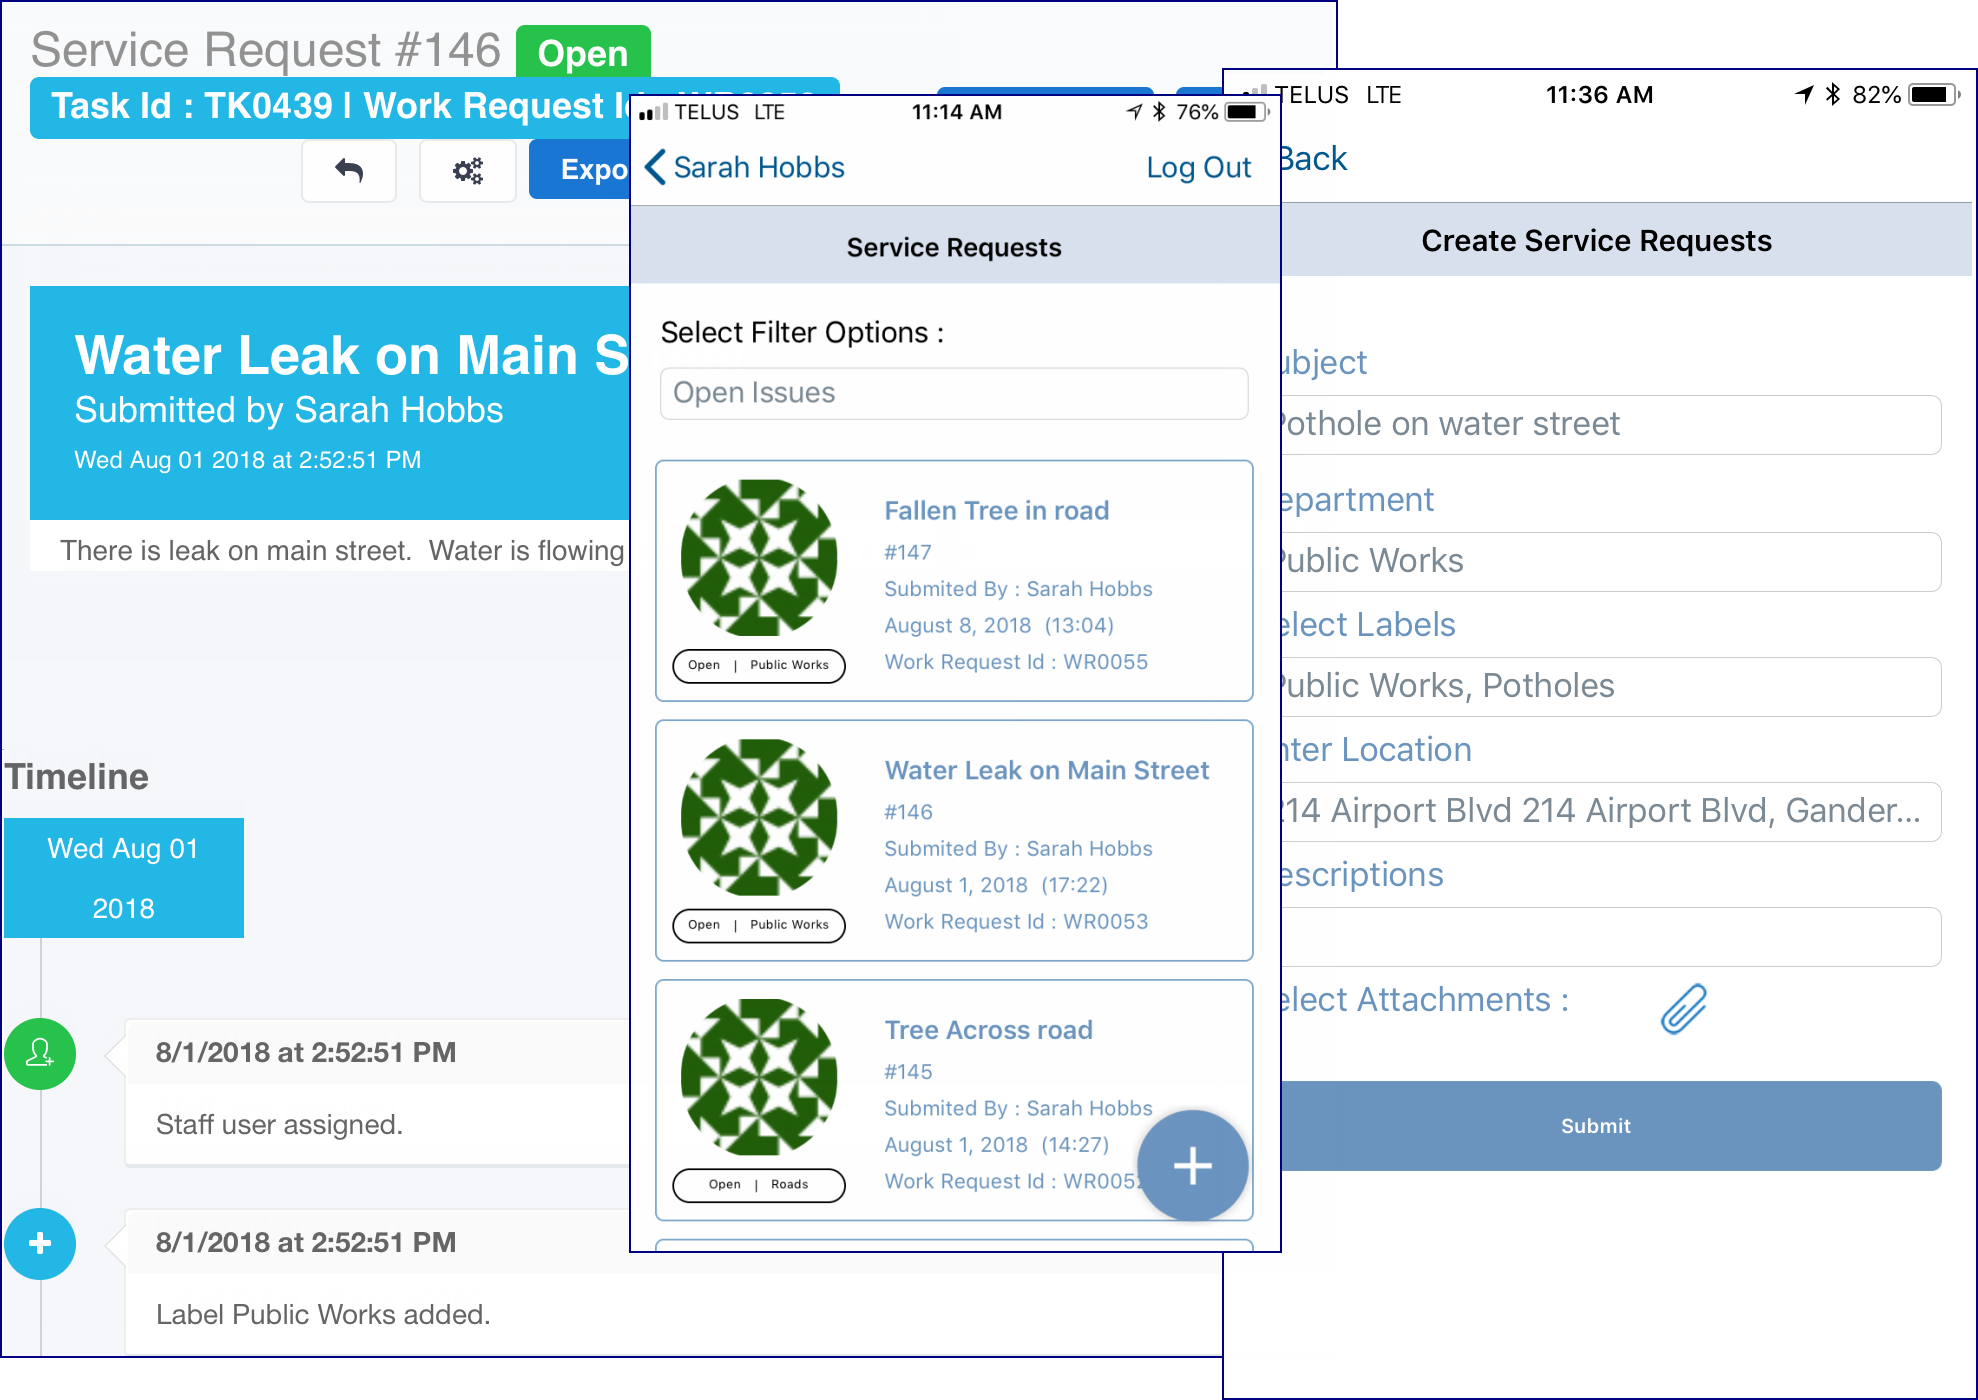 Service Request #146 Open
Task Id : TK0439 | Work Request
Expo
Water Leak on Main S
Submitted by Sarah Hobbs
Wed Aug 01 2018 at 2:52:51 PM
There is leak on main street. Water is flowing
Timeline
Wed Aug 01
2018
8/1/2018 at 2:52:51 PM
Staff user assigned.
8/1/2018 at 2:52:51 PM
Label Public Works added.
TELUS LTE 11:14 AM 76%
Sarah Hobbs Log Out
Service Requests
Select Filter Options :
Open Issues
Fallen Tree in road
#147
Submited By : Sarah Hobbs
August 8, 2018 (13:04)
Work Request Id : WR0055
Open | Public Works
Water Leak on Main Street
#146
Submited By : Sarah Hobbs
August 1, 2018 (17:22)
Work Request Id : WR0053
Open | Public Works
Tree Across road
#145
Submited By : Sarah Hobbs
August 1, 2018 (14:27)
Work Request Id : WR0052
Open | Roads
TELUS LTE 11:36 AM 82%
Back
Create Service Requests
ubject
Pothole on water street
epartment
Public Works
elect Labels
Public Works, Potholes
nter Location
214 Airport Blvd 214 Airport Blvd, Gander...
escriptions
elect Attachments :
Submit